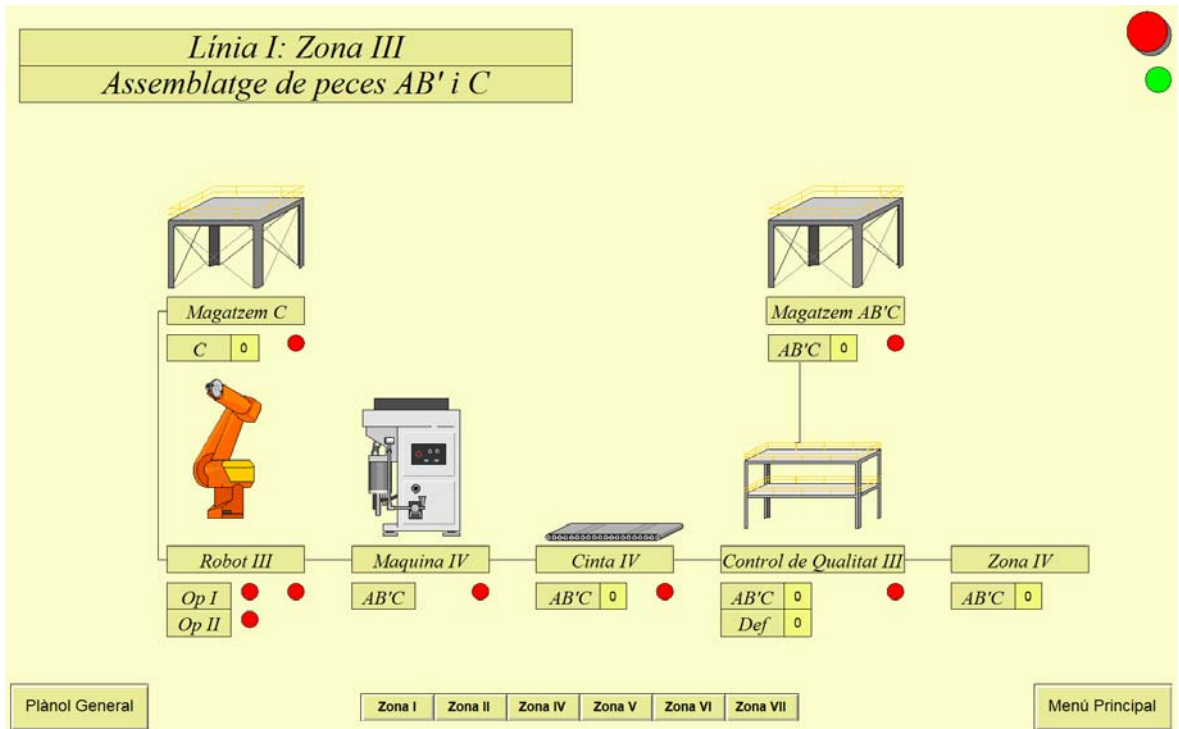 Línia I: Zona III
Assemblatge de peces AB' i C
Magatzem C
Magatzem AB'C
C 0
AB'C 0
Robot III
Maquina IV
Cinta IV
Control de Qualitat III
Zona IV
Op I
AB'C
AB'C 0
AB'C 0
AB'C 0
Op II
Def 0
Plànol General
Zona I
Zona II
Zona IV
Zona V
Zona VI
Zona VII
Menú Principal